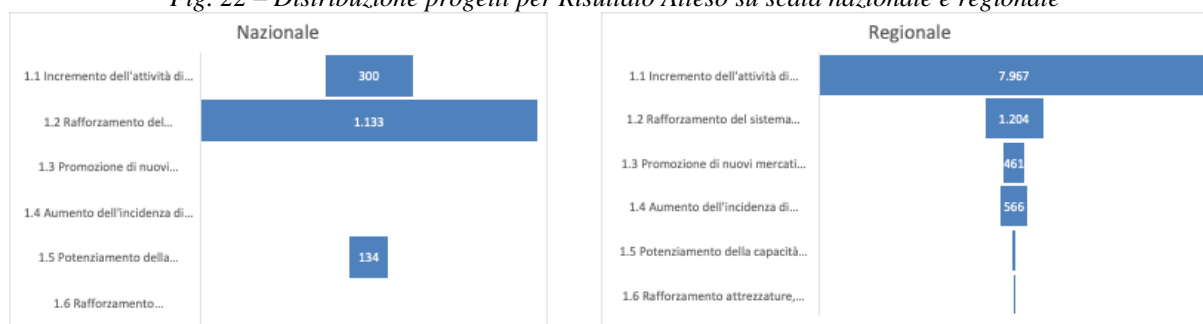 Fig. 22 – Distribuzione progetti per Risultato Atteso su scala nazionale e regionale
Nazionale
1.1 Incremento dell'attività di...
300
1.2 Rafforzamento del...
1.133
1.3 Promozione di nuovi...
1.4 Aumento dell'incidenza di...
1.5 Potenziamento della...
134
1.6 Rafforzamento...
Regionale
1.1 Incremento dell'attività di...
7.967
1.2 Rafforzamento del sistema...
1.204
1.3 Promozione di nuovi mercati...
461
1.4 Aumento dell'incidenza di...
566
1.5 Potenziamento della capacità...
1.6 Rafforzamento attrezzature,...